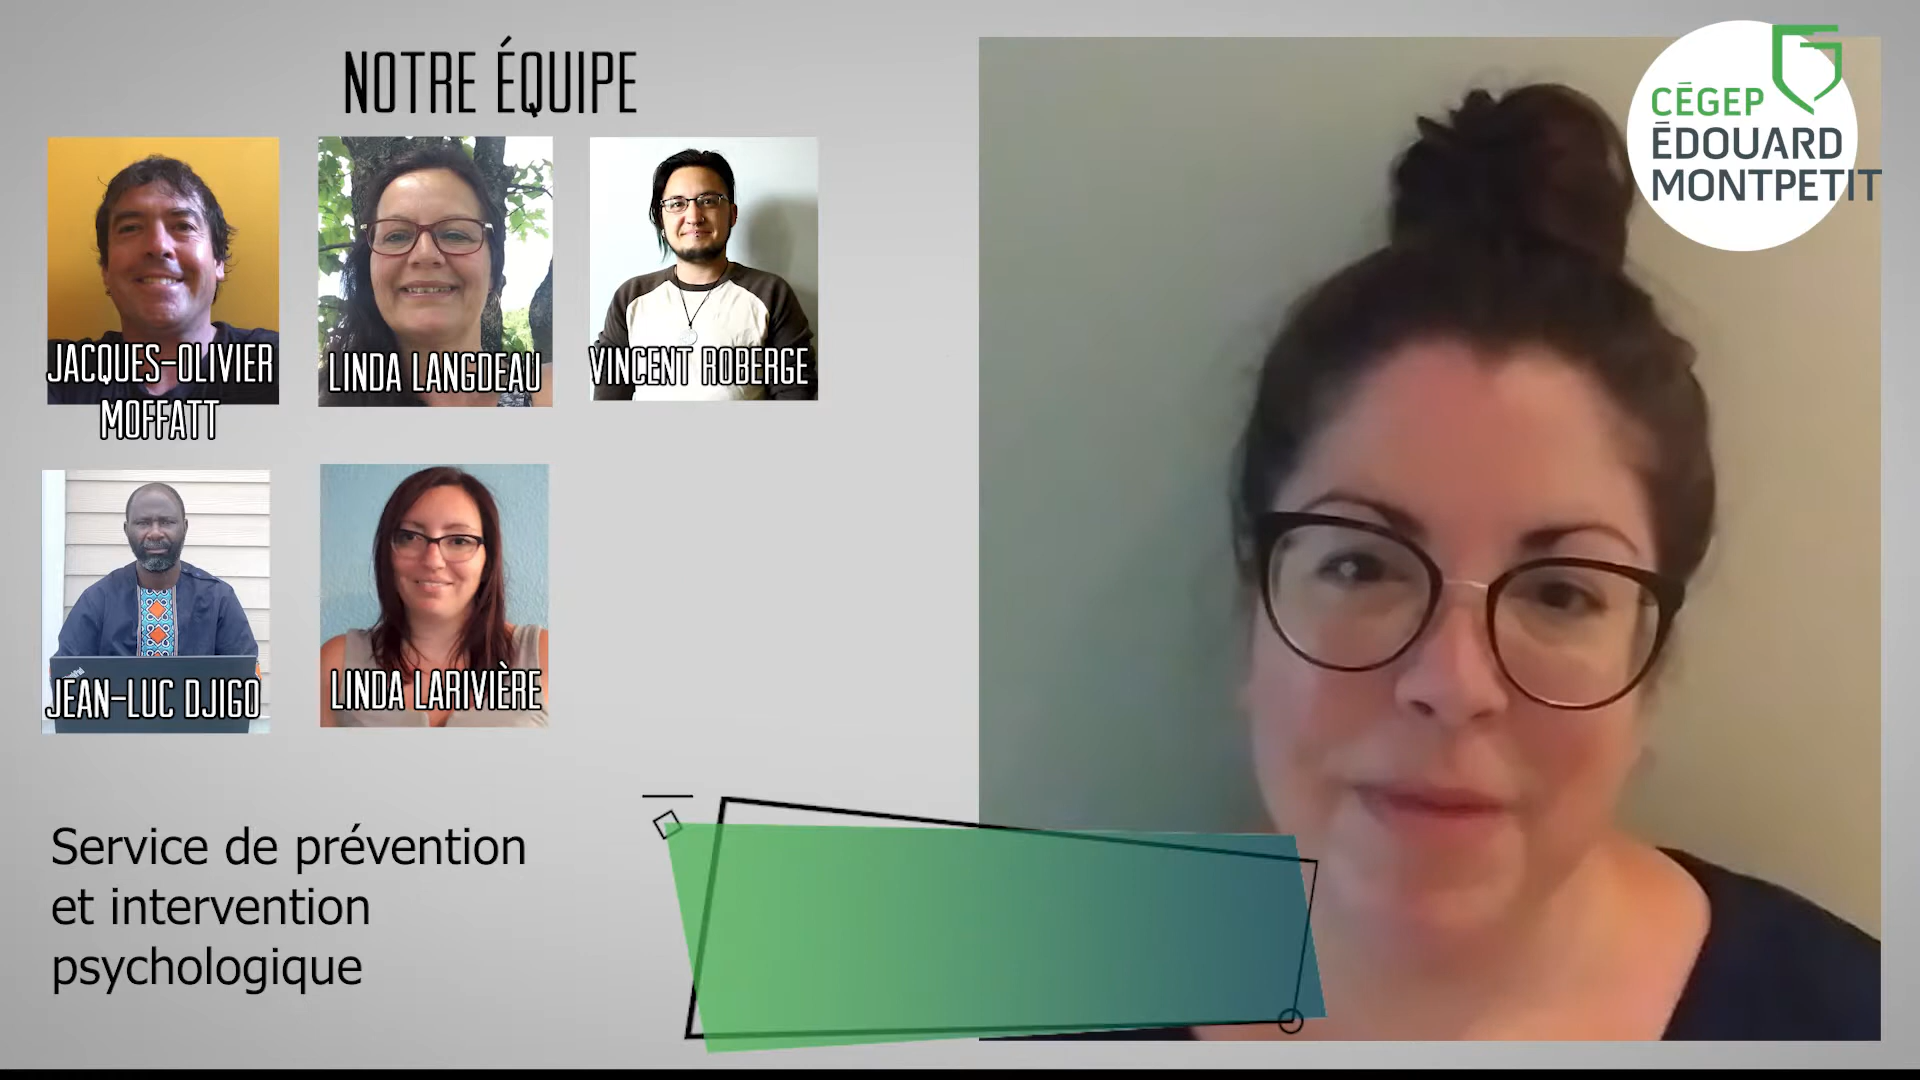 NOTRE ÉQUIPE
JACQUES-OLIVIER
MOFFATT
LINDA LANGDEAU
VINCENT ROBERGE
JEAN-LUC DJIGO
LINDA LARIVIÈRE
Service de prévention
et intervention
psychologique
CÉGEP
ÉDOUARD
MONTPETIT